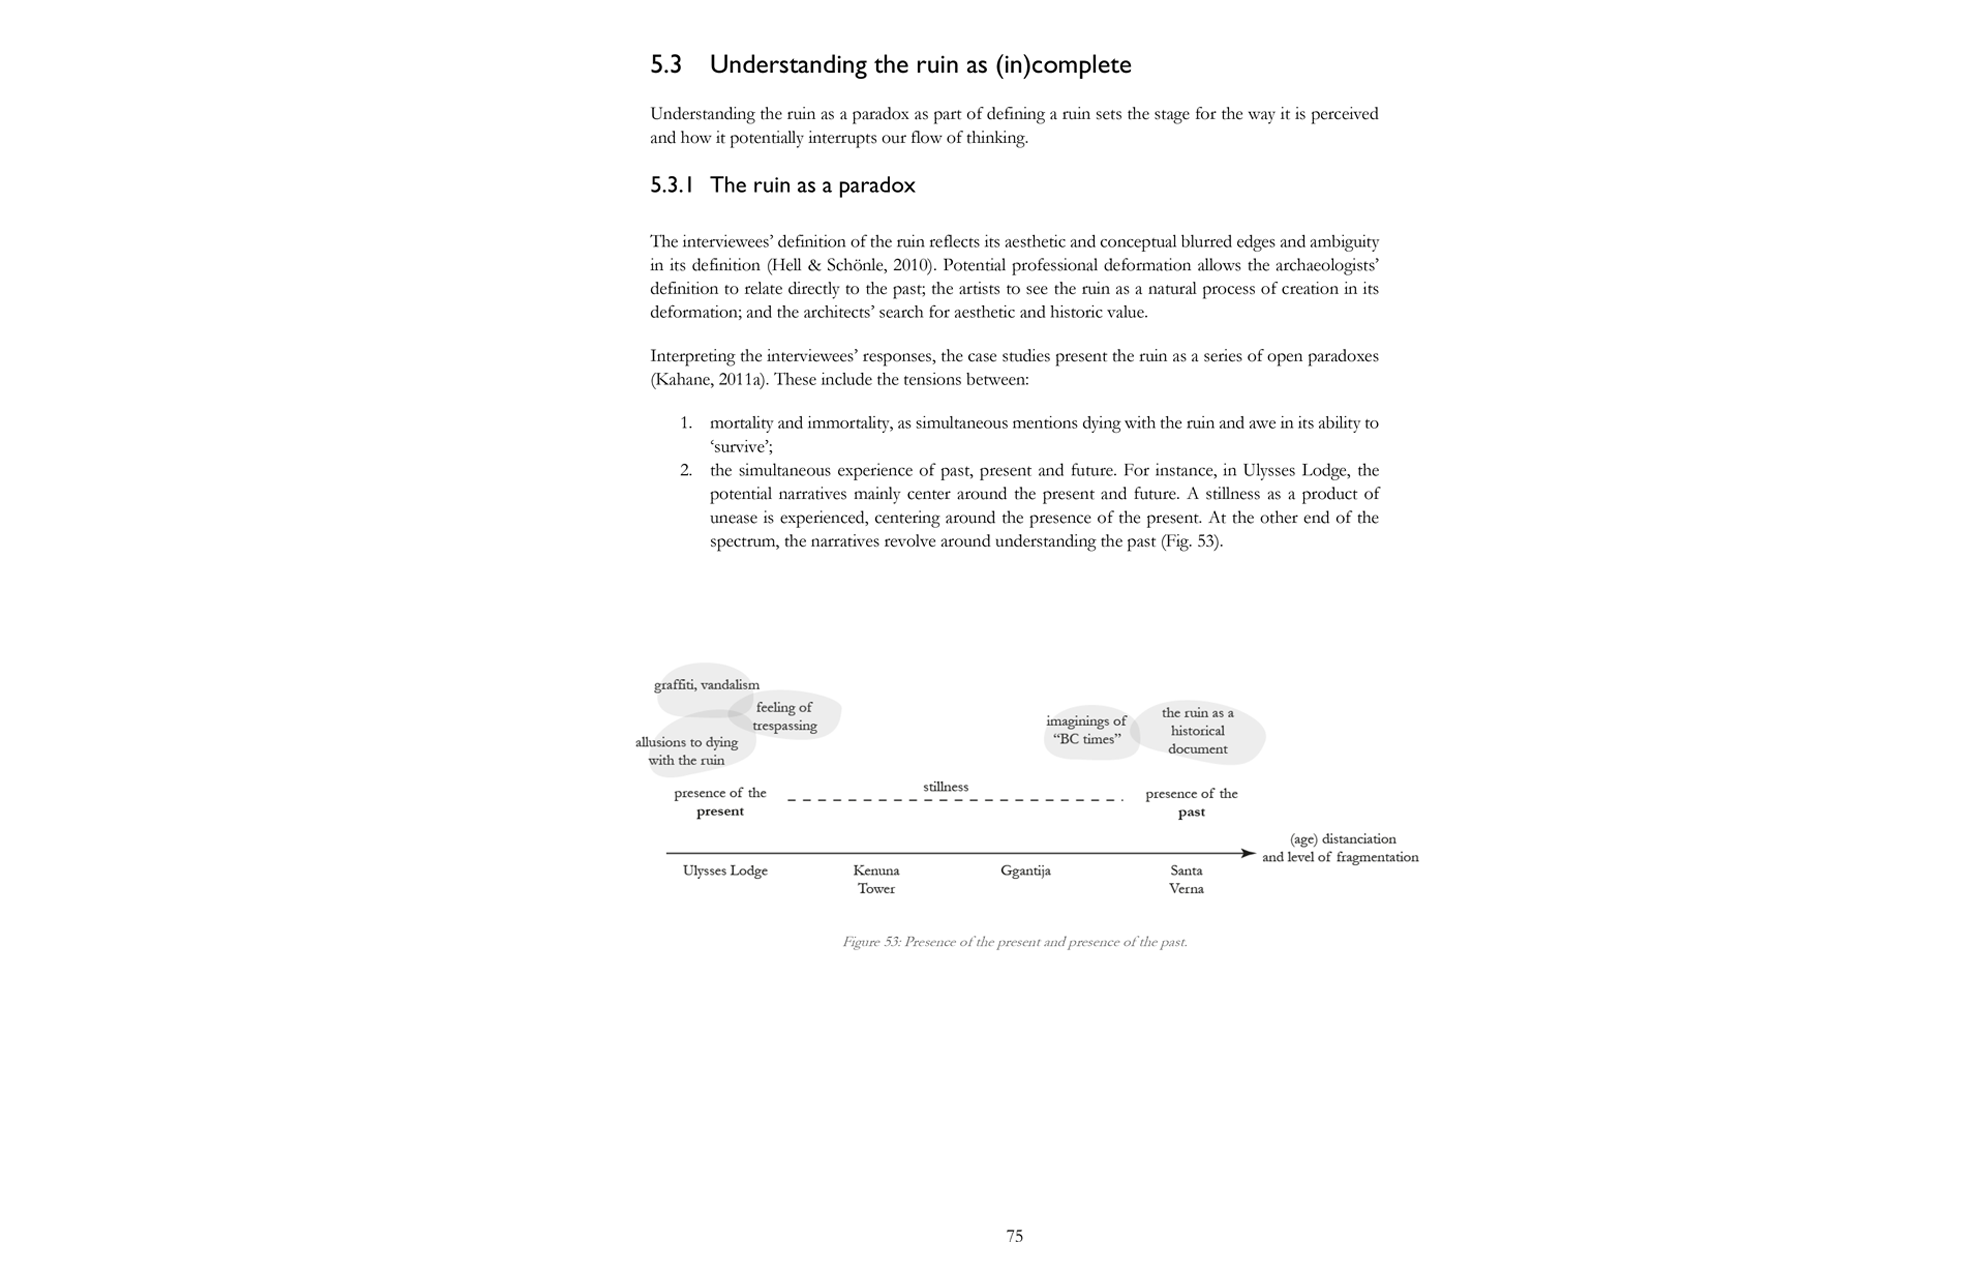 5.3 Understanding the ruin as (in)complete
Understanding the ruin as a paradox as part of defining a ruin sets the stage for the way it is perceived
and how it potentially interrupts our flow of thinking.
5.3.1 The ruin as a paradox
The interviewees’ definition of the ruin reflects its aesthetic and conceptual blurred edges and ambiguity
in its definition (Hell & Schönle, 2010). Potential professional deformation allows the archaeologists’
definition to relate directly to the past; the artists to see the ruin as a natural process of creation in its
deformation; and the architects’ search for aesthetic and historic value.
Interpreting the interviewees’ responses, the case studies present the ruin as a series of open paradoxes
(Kahane, 2011a). These include the tensions between:
1. mortality and immortality, as simultaneous mentions dying with the ruin and awe in its ability to
‘survive’;
2. the simultaneous experience of past, present and future. For instance, in Ulysses Lodge, the
potential narratives mainly center around the present and future. A stillness as a product of
unease is experienced, centering around the presence of the present. At the other end of the
spectrum, the narratives revolve around understanding the past (Fig. 53).
graffiti, vandalism
feeling of
trespassing
allusions to dying
with the ruin
imaginings of
“BC times”
the ruin as a
historical
document
presence of the
present
stillness
presence of the
past
(age) distanciation
and level of fragmentation
Ulysses Lodge
Kenuna
Tower
Ggantija
Santa
Verna
Figure 53: Presence of the present and presence of the past.
75